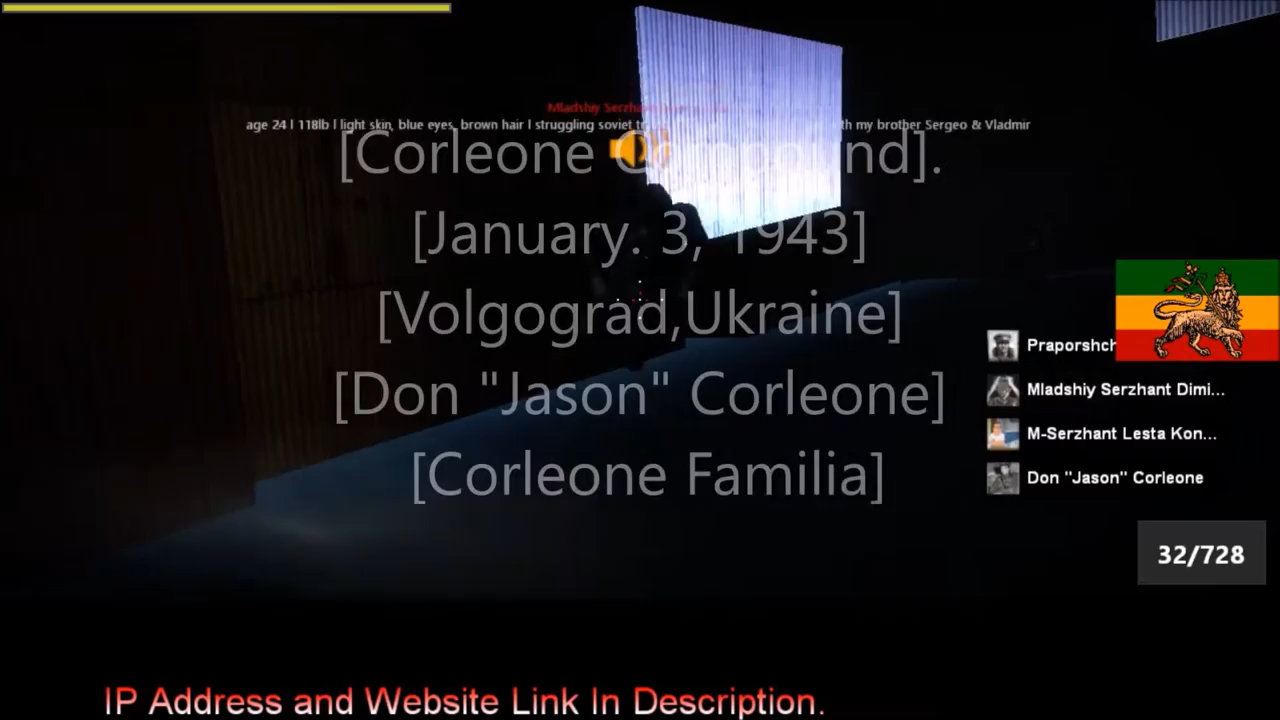 Mladshiy
age 24 | 118lb | light skin, blue eyes, brown hair | struggling soviet my brother Sergeo & Vladmir
[Corleone Compound].
[January. 3, 1943]
[Volgograd,Ukraine]
Praporshch
Mladshiy Serzhant Dimi...
[Don "Jason" Corleone]
M-Serzhant Lesta Kon...
[Corleone Familia]
Don "Jason" Corleone
32/728
IP Address and Website Link In Description.